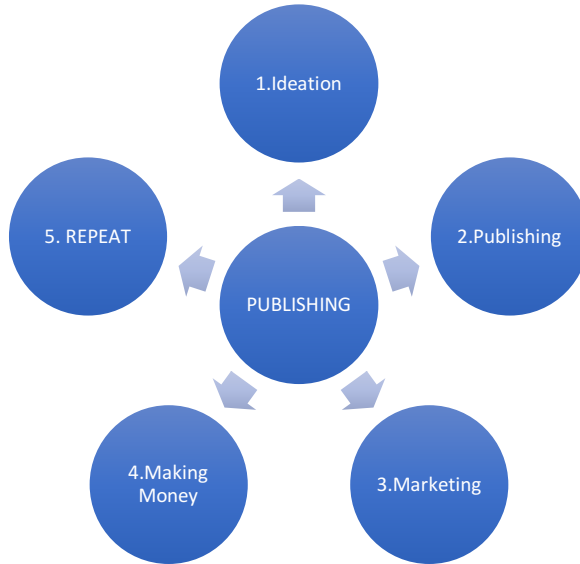 1.Ideation
2.Publishing
3.Marketing
4.Making
Money
5. REPEAT
PUBLISHING